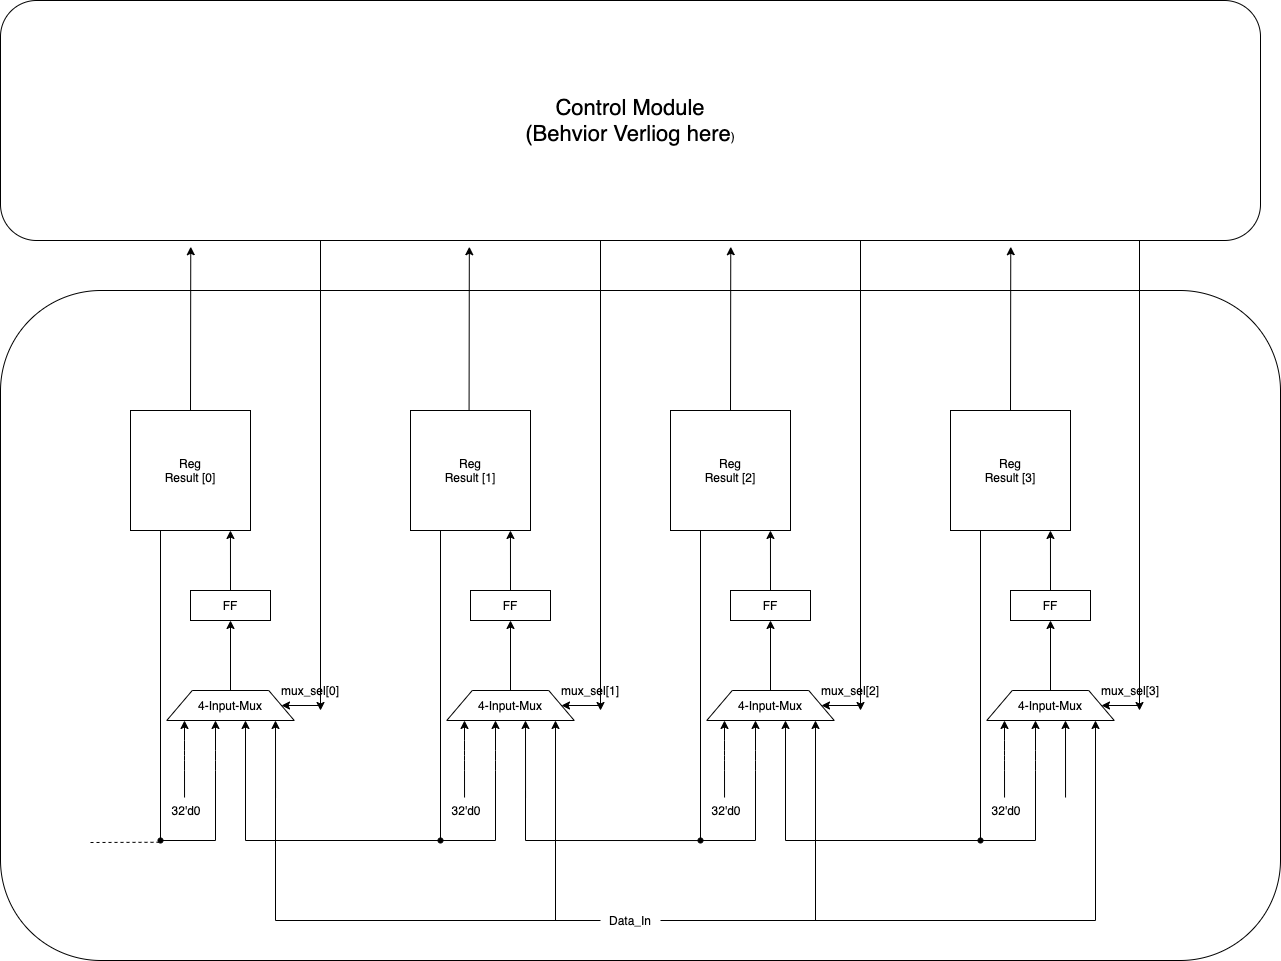 Control Module
(Behvior Verliog here)
Reg
Result [0]
Reg
Result [1]
Reg
Result [2]
Reg
Result [3]
FF
FF
FF
FF
mux_sel[0]
mux_sel[1]
mux_sel[2]
mux_sel[3]
4-Input-Mux
4-Input-Mux
4-Input-Mux
4-Input-Mux
32'd0
32'd0
32'd0
32'd0
Data_In